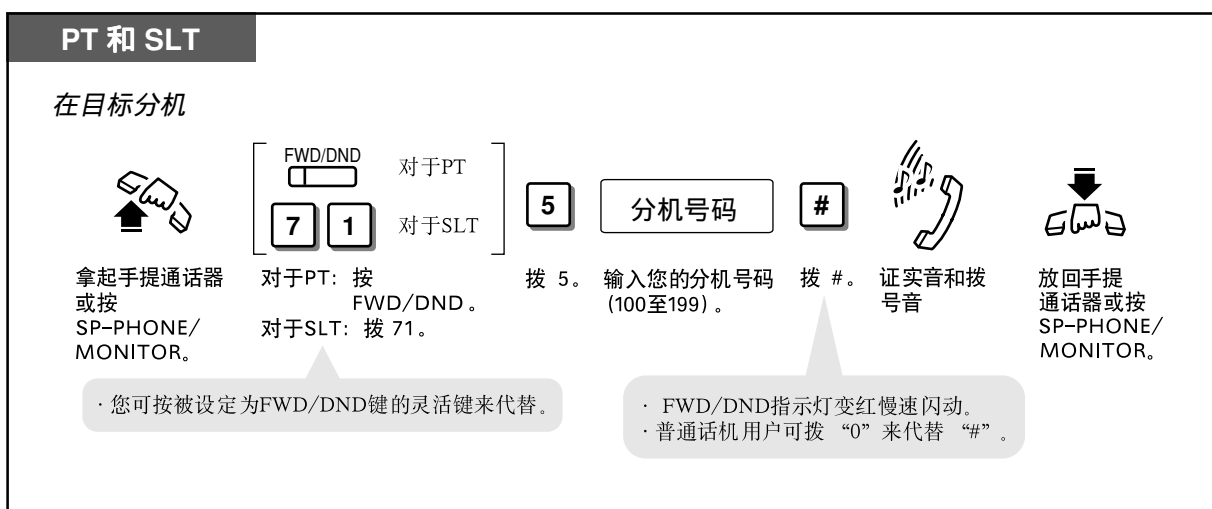 PT 和 SLT
在目标分机
FWD/DND
对于PT
7 1
对于SLT
5
分机号码
#
拿起手提通话器
或按
SP-PHONE/
MONITOR。
对于PT: 按
FWD/DND。
对于SLT: 拨 71。
拨 5。
输入您的分机号码
(100至199)。
拨 #。
证实音和拨
号音
放回手提
通话器或按
SP-PHONE/
MONITOR。
·您可按被设定为FWD/DND键的灵活键来代替。
· FWD/DND指示灯变红慢速闪动。
·普通话机用户可拨 “0”来代替 “#”。